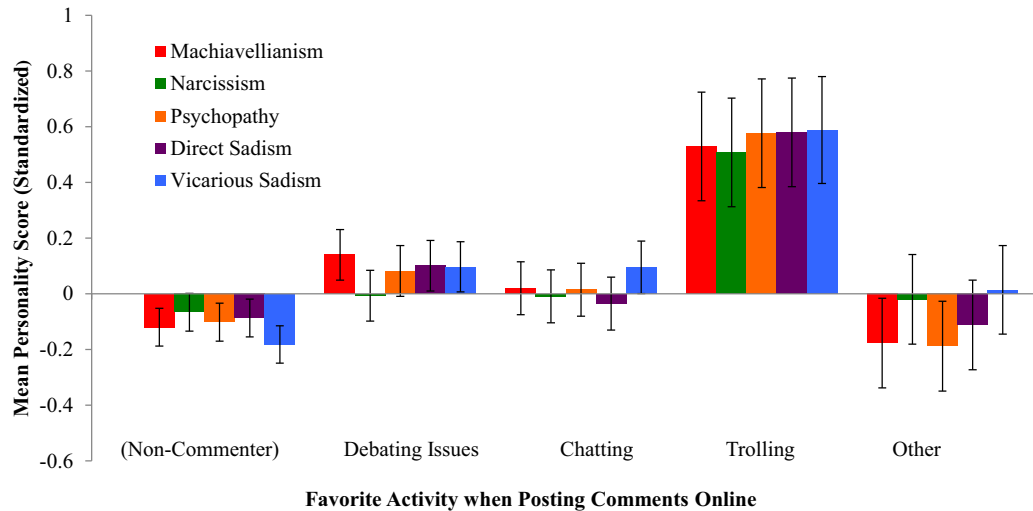 1
0.8
0.6
0.4
0.2
0
-0.2
-0.4
-0.6
Mean Personality Score (Standardized)
Machiavellianism
Narcissism
Psychopathy
Direct Sadism
Vicarious Sadism
(Non-Commenter) Debating Issues Chatting Trolling Other
Favorite Activity when Posting Comments Online